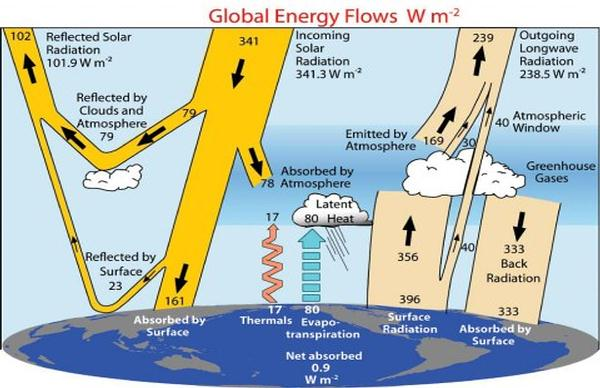 Global Energy Flows W m-2
102
Reflected Solar
Radiation
101.9 W m-2
341
Incoming
Solar
Radiation
341.3 W m-2
239
Outgoing
Longwave
Radiation
238.5 W m-2
Reflected by
Clouds and
Atmosphere
79
79
Emitted by
Atmosphere
169
30
40
Atmospheric
Window
Greenhouse
Gases
78
Absorbed by
Atmosphere
17
Latent
80 Heat
Reflected by
Surface
23
356
40
333
Back
Radiation
161
396
333
Absorbed by
Surface
17
Thermals
80
Evapo-
transpiration
Surface
Radiation
Absorbed by
Surface
Net absorbed
0.9
W m-2